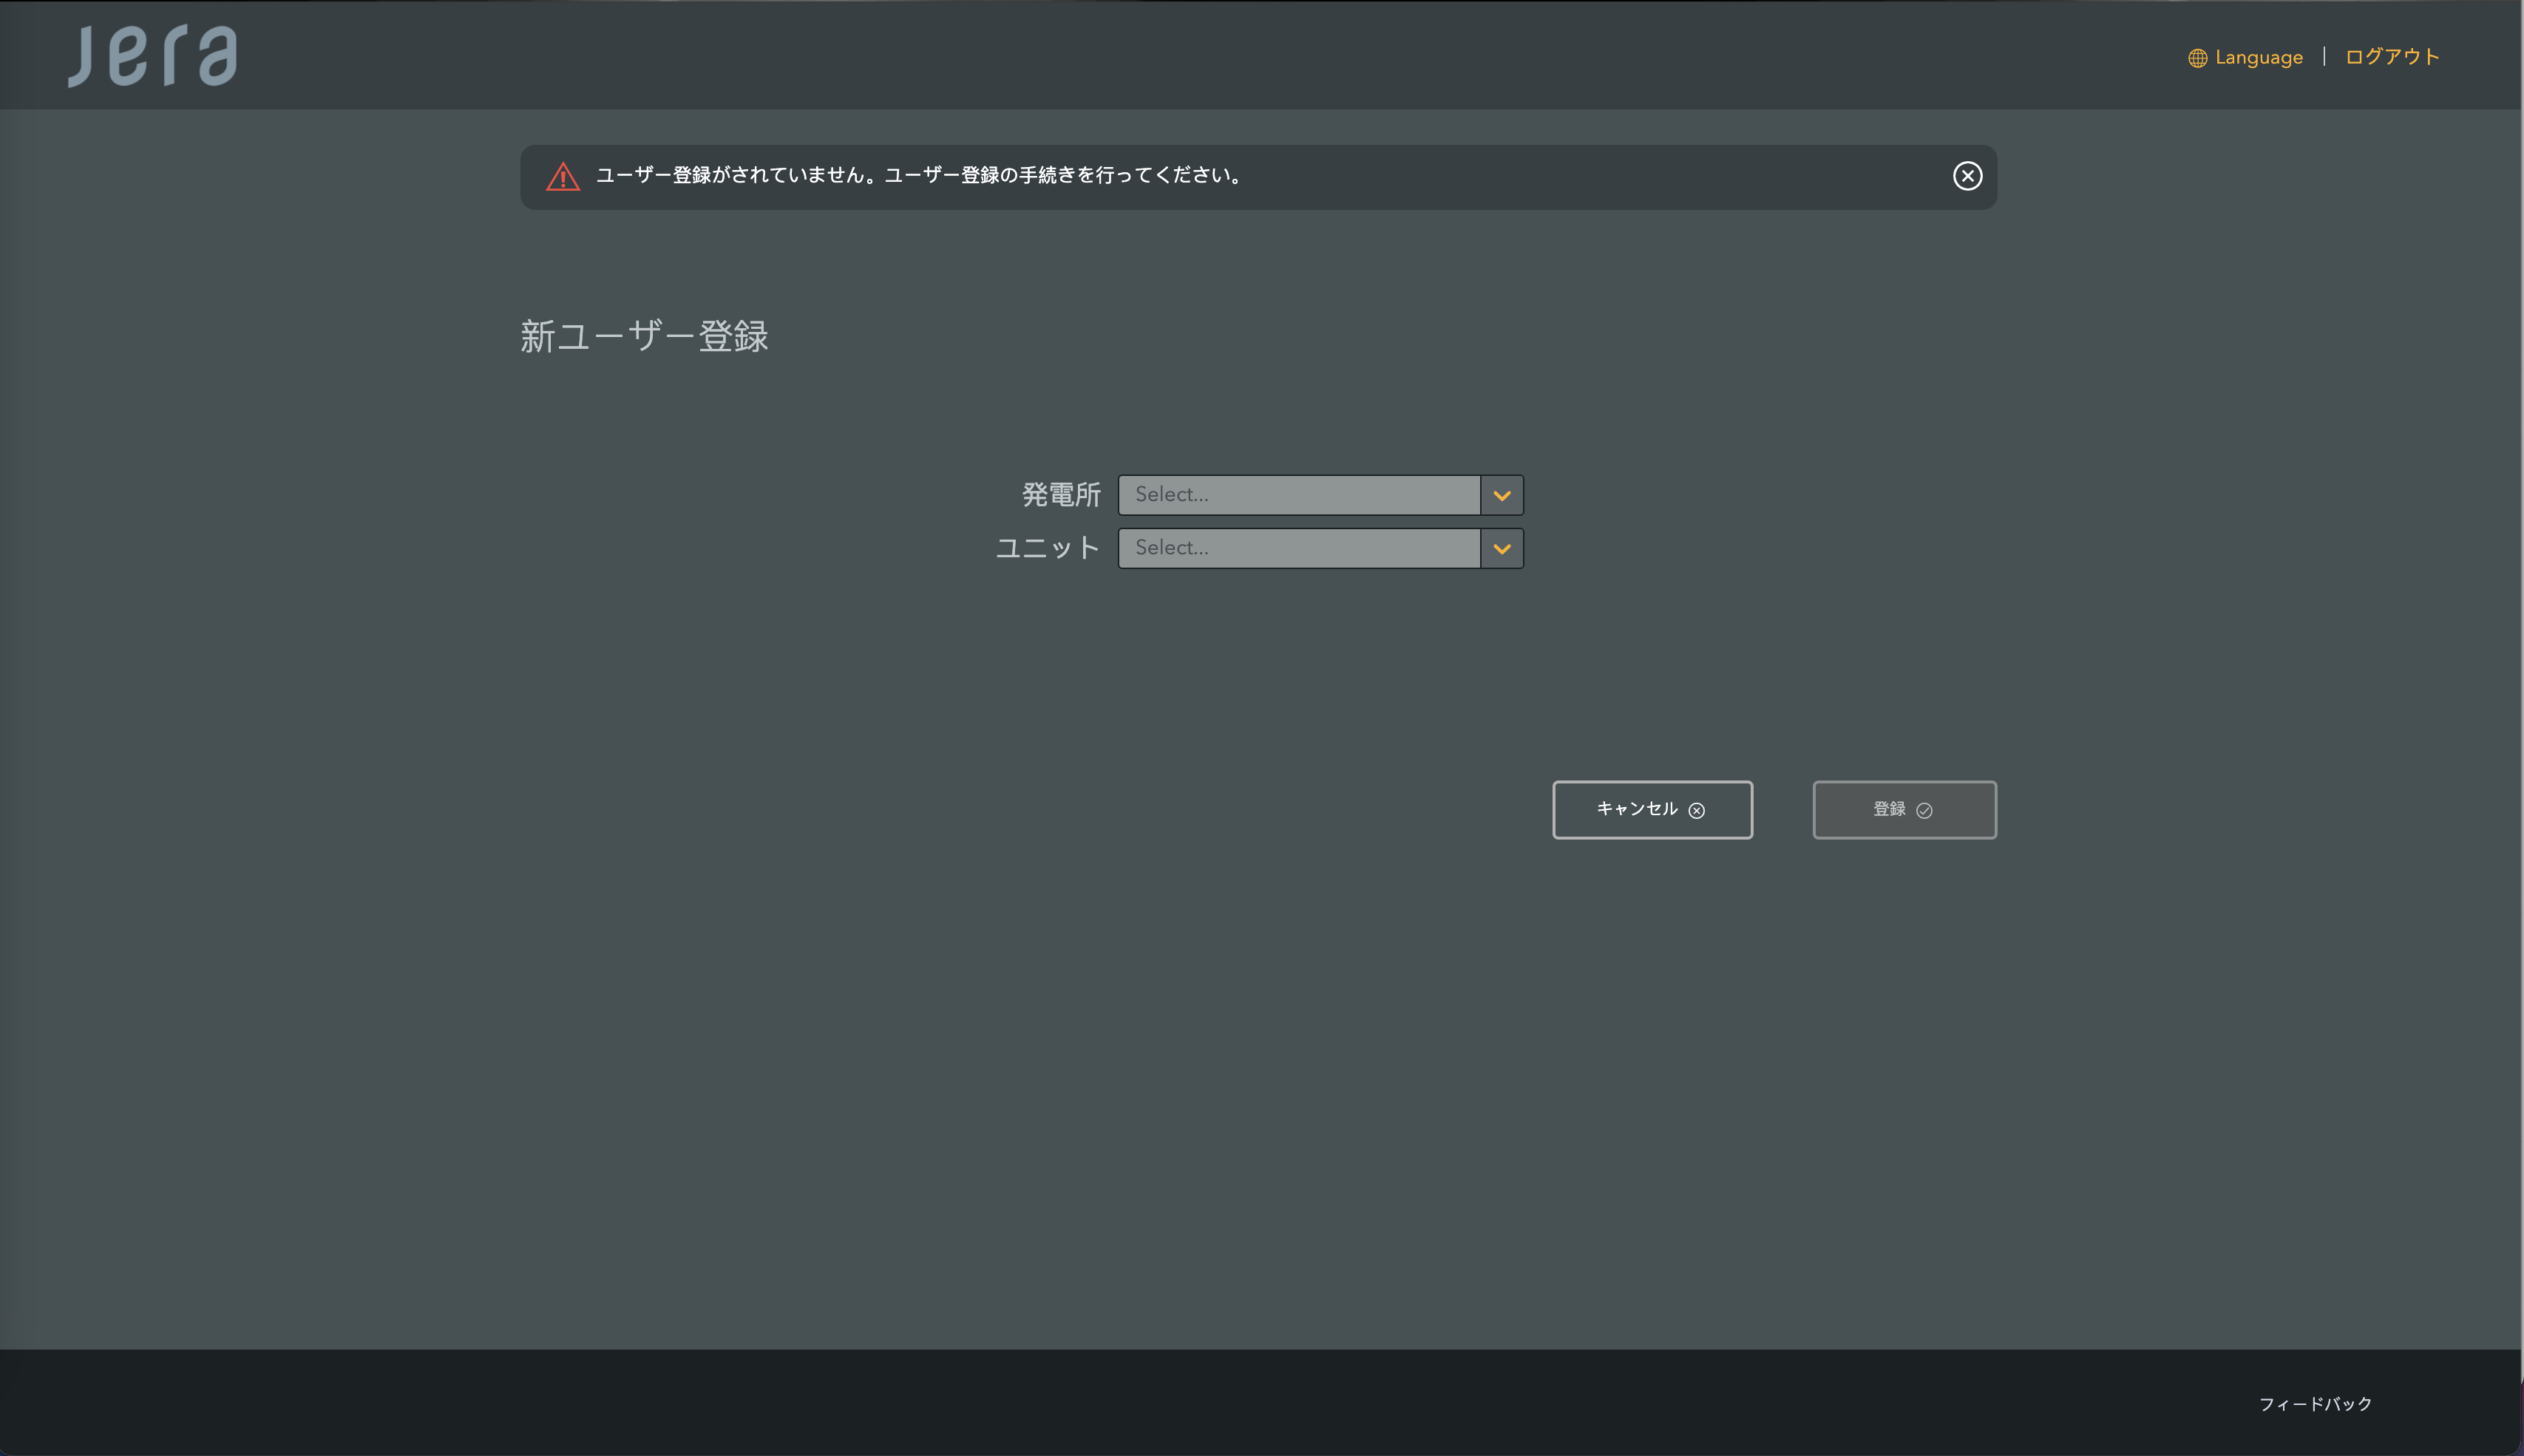 Jera
Language | ログアウト
ユーザー登録がされていません。ユーザー登録の手続きを行ってください。
新ユーザー登録
発電所 Select...
ユニット Select...
キャンセル 登録
フィードバック